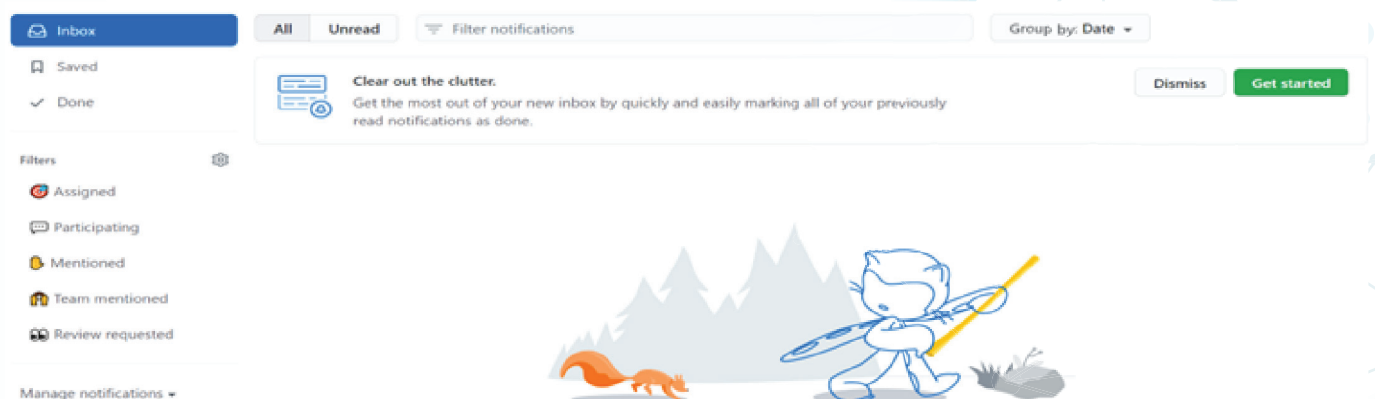 Inbox
Saved
Done
Filters
Assigned
Participating
Mentioned
Team mentioned
Review requested
Manage notifications
All Unread Filter notifications Group by: Date
Clear out the clutter.
Get the most out of your new inbox by quickly and easily marking all of your previously
read notifications as done.
Dismiss Get started